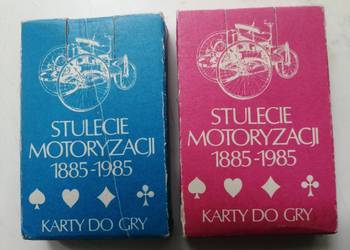 STULECIE
MOTORYZACJI
1885-1985
KARTY DO GRY
STULECIE
MOTORYZACJI
1885-1985
KARTY DO GRY